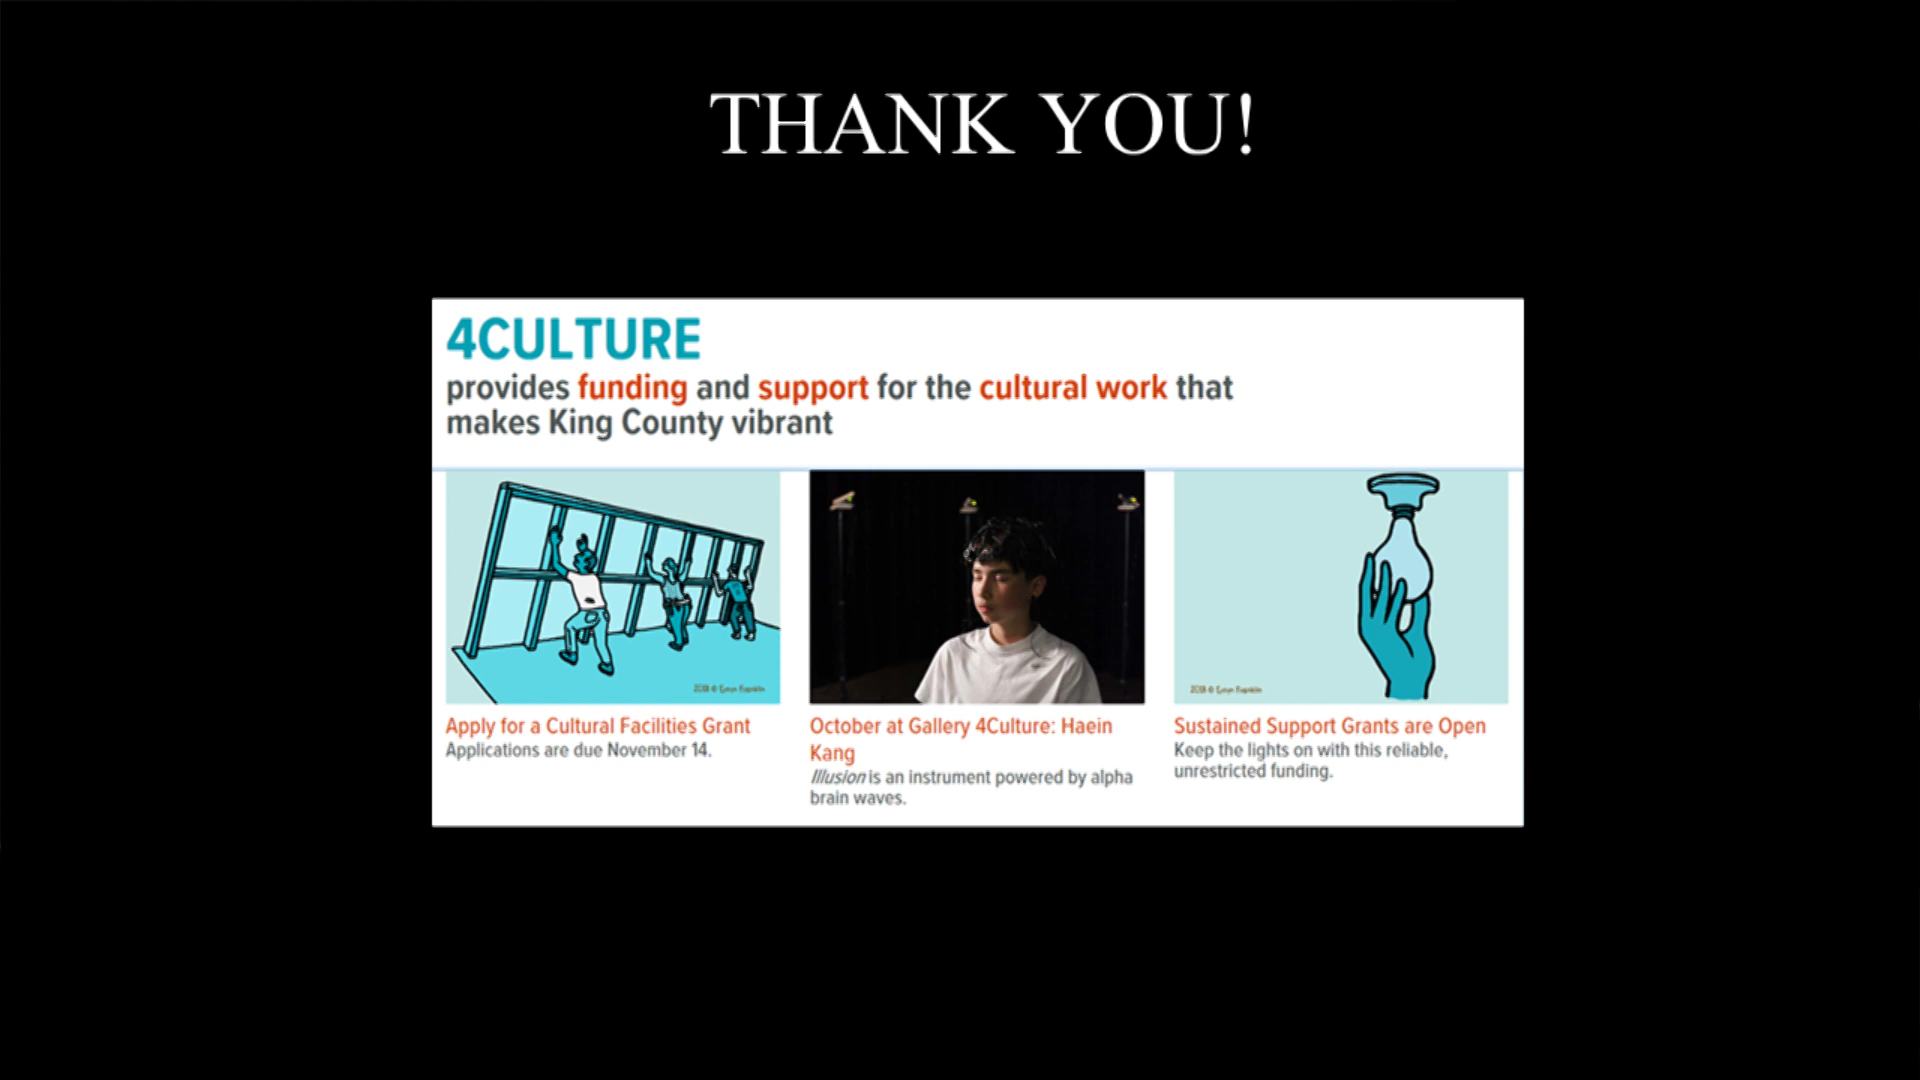 THANK YOU!
4CULTURE
provides funding and support for the cultural work that
makes King County vibrant
Apply for a Cultural Facilities Grant
Applications are due November 14.
October at Gallery 4Culture: Haein
Kang
Illusion is an instrument powered by alpha
brain waves.
Sustained Support Grants are Open
Keep the lights on with this reliable,
unrestricted funding.